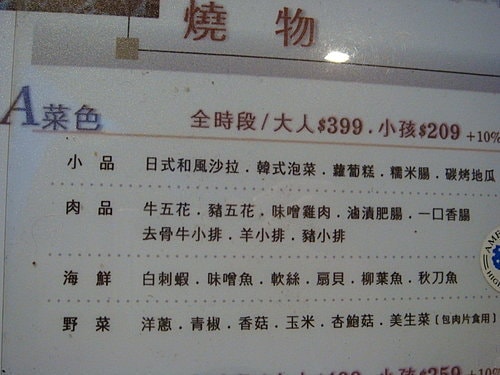 燒物
A菜色
全時段/大人$399.小孩$209+10%
小品 日式和風沙拉.韓式泡菜.蘿蔔糕.糯米腸.碳烤地瓜
肉品 牛五花.豬五花.味噌雞肉.滷漬肥腸.一口香腸
去骨牛小排.羊小排.豬小排
海鮮 白刺蝦.味噌魚.軟絲.扇貝.柳葉魚.秋刀魚
野菜 洋蔥.青椒.香菇.玉米.杏鮑菇.美生菜(包肉片食用)
小孩$259+10%